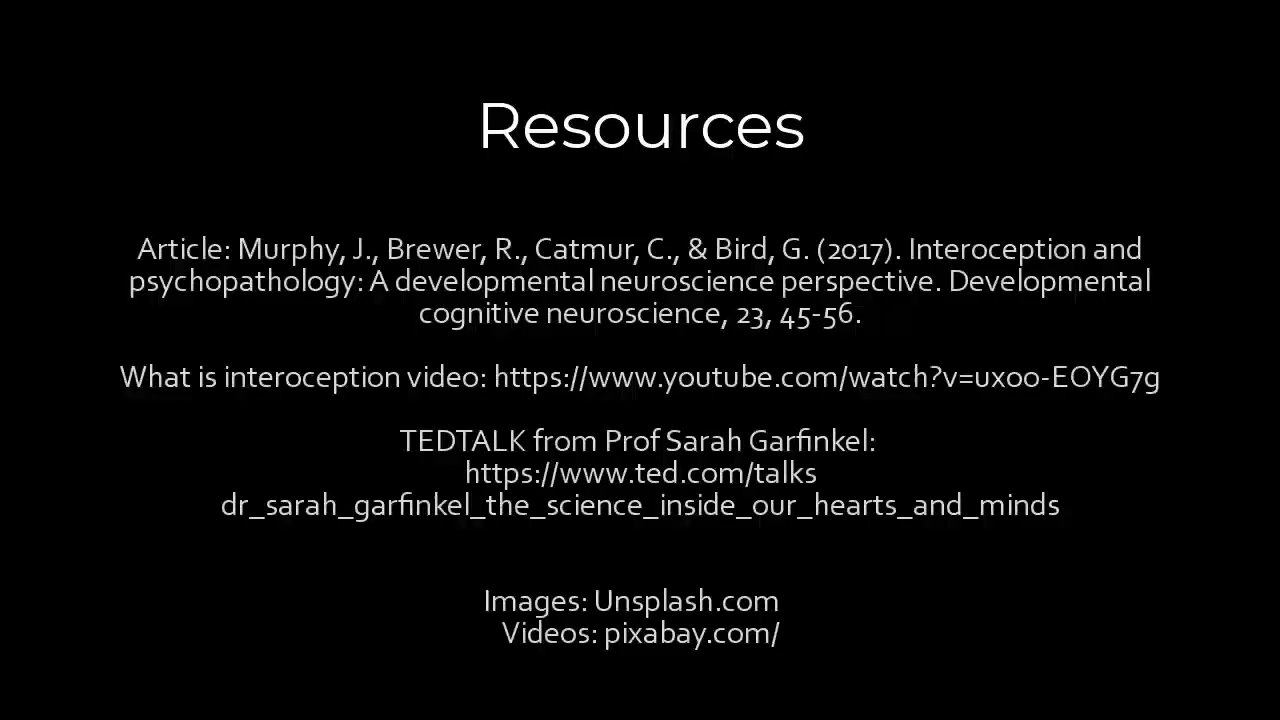 Resources
Article: Murphy, J., Brewer, R., Catmur, C., & Bird, G. (2017). Interoception and
psychopathology: A developmental neuroscience perspective. Developmental
cognitive neuroscience, 23, 45-56.
What is interoception video: https://www.youtube.com/watch?v=uxoo-EOYG7g
TEDTALK from Prof Sarah Garfinkel:
https://www.ted.com/talks
dr_sarah_garfinkel_the_science_inside_our_hearts_and_minds
Images: Unsplash.com
Videos: pixabay.com/